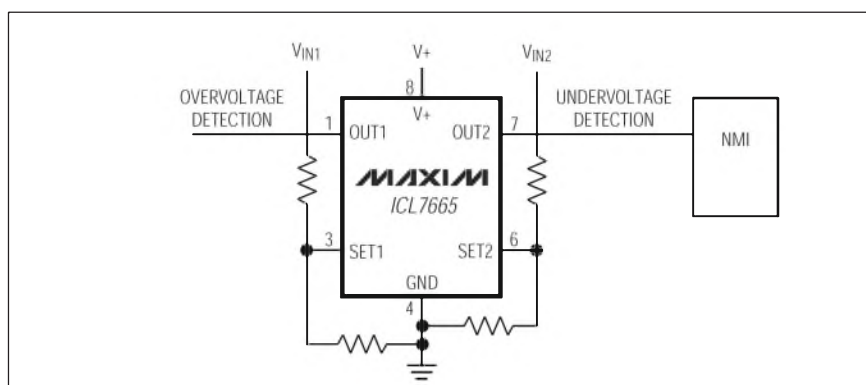 VIN1
V+
VIN2
OVERVOLTAGE
DETECTION
8
V+
UNDERVOLTAGE
DETECTION
1
OUT1
OUT2
7
NMI
MAXIM
ICL7665
3
SET1
SET2
6
GND
4